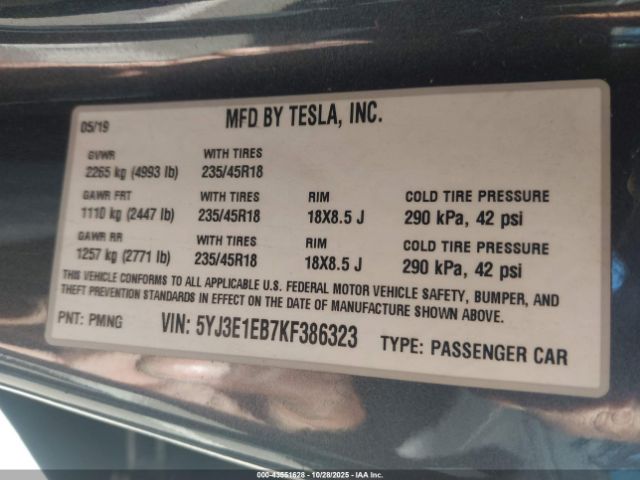 05/19 MFD BY TESLA, INC.
GVWR WITH TIRES
2265 kg (4993 lb) 235/45R18
GAWR FRT WITH TIRES RIM COLD TIRE PRESSURE
1110 kg (2447 lb) 235/45R18 18X8.5 J 290 kPa, 42 psi
GAWR RR WITH TIRES RIM COLD TIRE PRESSURE
1257 kg (2771 lb) 235/45R18 18X8.5 J 290 kPa, 42 psi
THIS VEHICLE CONFORMS TO ALL APPLICABLE U.S. FEDERAL MOTOR VEHICLE SAFETY, BUMPER, AND
THEFT PREVENTION STANDARDS IN EFFECT ON THE DATE OF MANUFACTURE SHOWN ABOVE.
PNT: PMNG VIN: 5YJ3E1EB7KF386323 TYPE: PASSENGER CAR
000-43551628 | 10/28/2025 | IAA Inc.